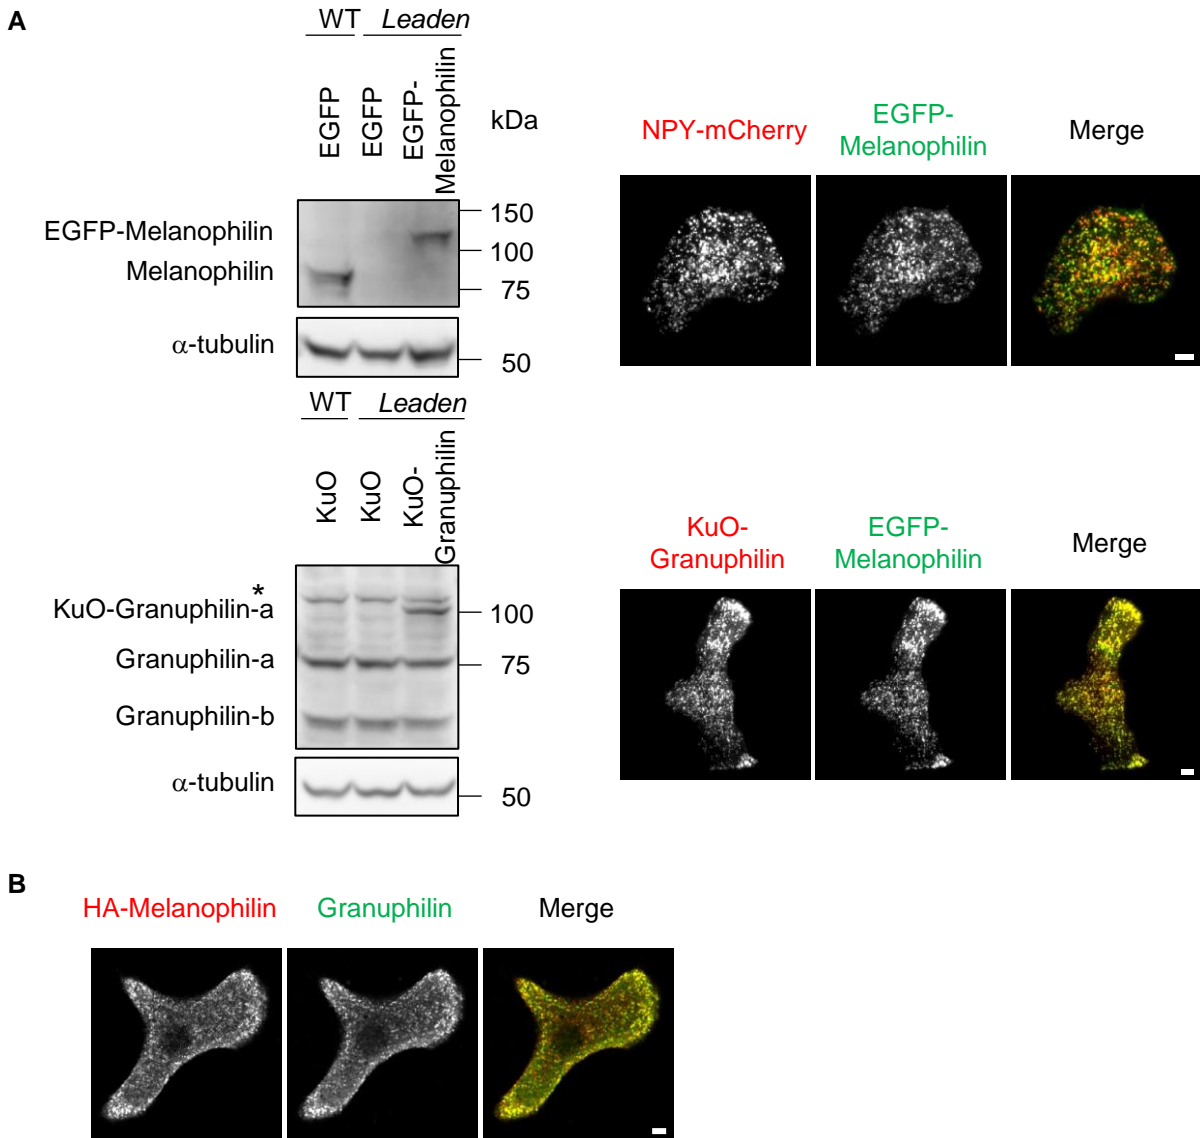 A
WT Leaden
EGFP
EGFP
EGFP-
Melanophilin
kDa
EGFP-Melanophilin
Melanophilin
150
100
75
α-tubulin
50
NPY-mCherry
EGFP-
Melanophilin
Merge
WT Leaden
KuO
KuO
KuO-
Granuphilin
*
KuO-Granuphilin-a
Granuphilin-a
Granuphilin-b
100
75
α-tubulin
50
KuO-
Granuphilin
EGFP-
Melanophilin
Merge
B
HA-Melanophilin
Granuphilin
Merge